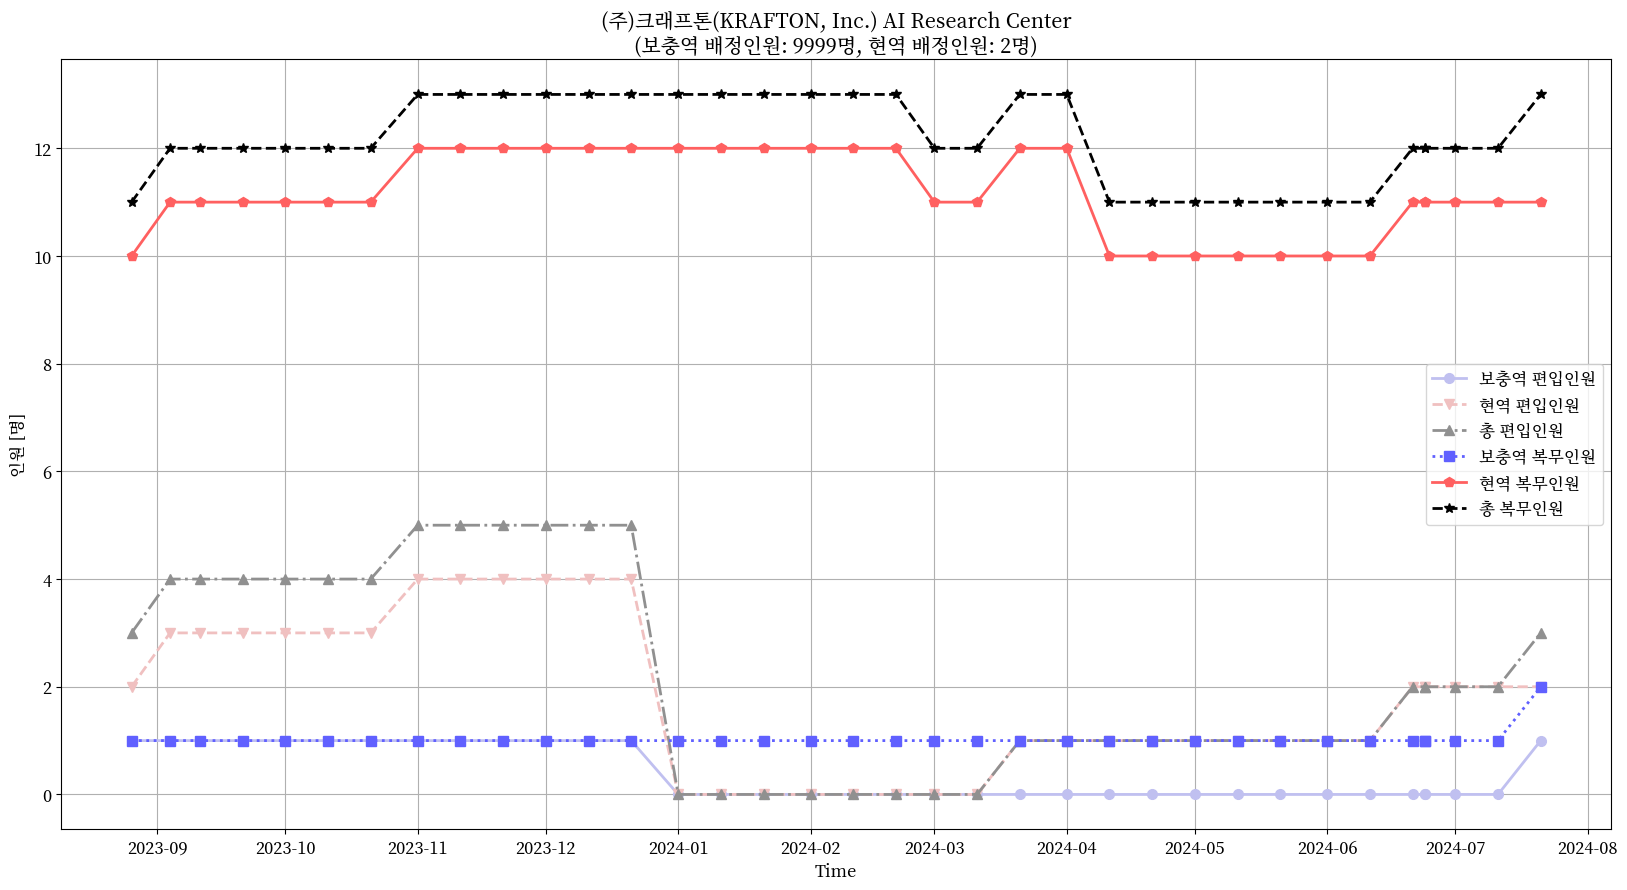 (주)크래프톤(KRAFTON, Inc.) AI Research Center
(보충역 배정인원: 9999명, 현역 배정인원: 2명)
인원 [명]
12
10
8
6
4
2
0
보충역 편입인원
현역 편입인원
총 편입인원
보충역 복무인원
현역 복무인원
총 복무인원
2023-09 2023-10 2023-11 2023-12 2024-01 2024-02 2024-03 2024-04 2024-05 2024-06 2024-07 2024-08
Time